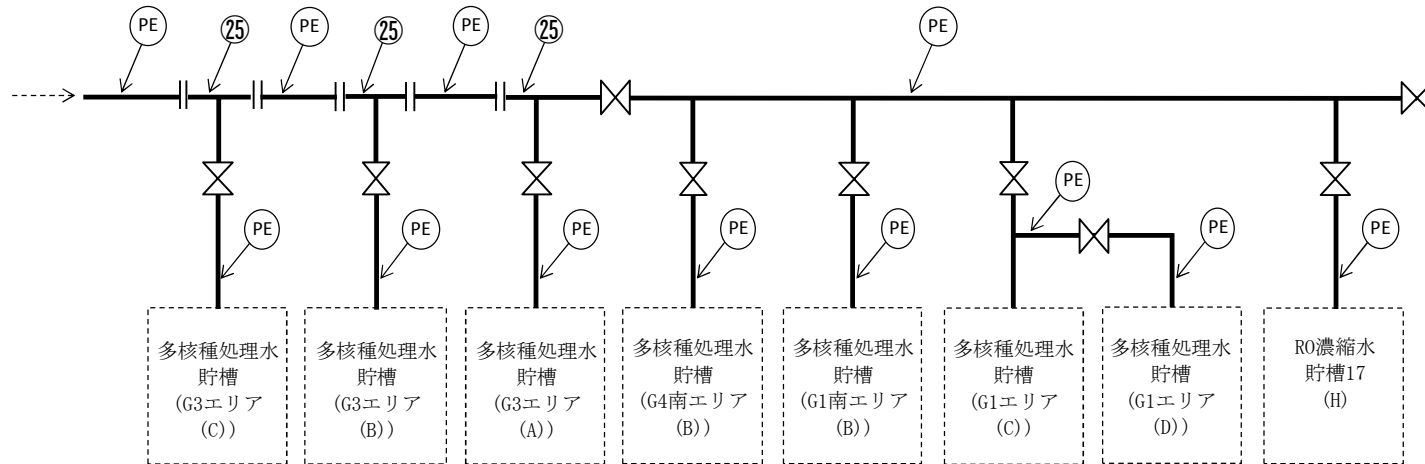 PE
㉕
PE
㉕
PE
㉕
PE
PE
PE
PE
PE
PE
PE
PE
PE
PE
多核種処理水
貯槽
(G3エリア
(C))
多核種処理水
貯槽
(G3エリア
(B))
多核種処理水
貯槽
(G3エリア
(A))
多核種処理水
貯槽
(G4南エリア
(B))
多核種処理水
貯槽
(G1南エリア
(B))
多核種処理水
貯槽
(G1エリア
(C))
多核種処理水
貯槽
(G1エリア
(D))
RO濃縮水
貯槽17
(H)